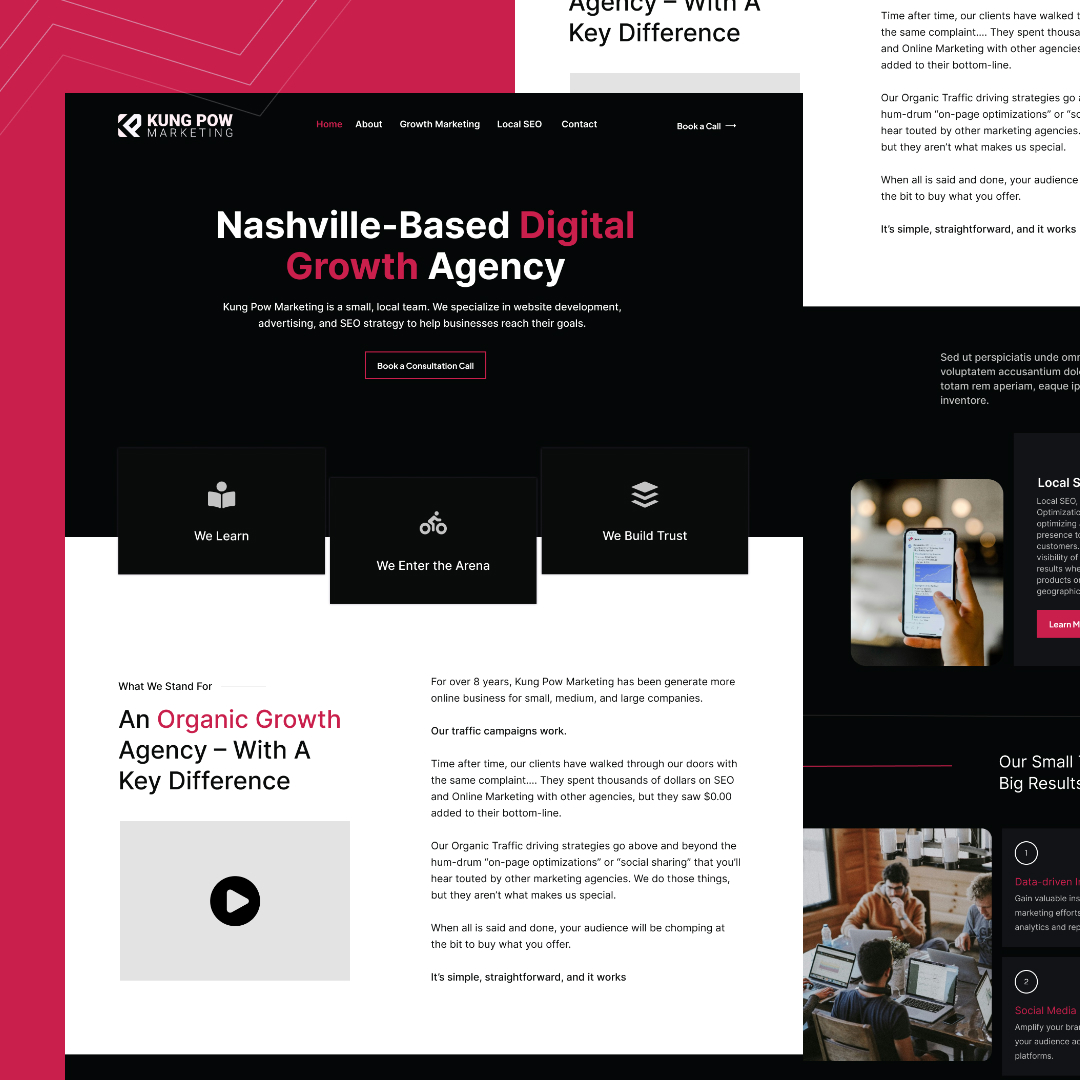 Agency – With A
Key Difference
Time after time, our clients have walked
the same complaint.... They spent
and Online Marketing with other agencies
added to their bottom-line.
Our Organic Traffic driving strategies go
hum-drum “on-page optimizations” or
hear touted by other marketing agencies.
but they aren’t what makes us special.
When all is said and done, your audience
the bit to buy what you offer.
It’s simple, straightforward, and it works
KUNG POW
MARKETING
Home About Growth Marketing Local SEO Contact
Book a Call →
Nashville-Based Digital
Growth Agency
Kung Pow Marketing is a small, local team. We specialize in website development,
advertising, and SEO strategy to help businesses reach their goals.
Book a Consultation Call
We Learn
We Enter the Arena
We Build Trust
What We Stand For
An Organic Growth
Agency – With A
Key Difference
For over 8 years, Kung Pow Marketing has been generate more
online business for small, medium, and large companies.
Our traffic campaigns work.
Time after time, our clients have walked through our doors with
the same complaint.... They spent thousands of dollars on SEO
and Online Marketing with other agencies, but they saw $0.00
added to their bottom-line.
Our Organic Traffic driving strategies go above and beyond the
hum-drum “on-page optimizations” or “social sharing” that you’ll
hear touted by other marketing agencies. We do those things,
but they aren’t what makes us special.
When all is said and done, your audience will be chomping at
the bit to buy what you offer.
It’s simple, straightforward, and it works
Sed ut perspiciatis unde
voluptatem accusantium
totam rem aperiam, eaque
inventore.
Local
Local SEO,
optimizing
presence
customers.
visibility of
results
products
Learn
Our Small
Big Results
1
Data-driven
Gain valuable
marketing efforts
analytics and
2
Social Media
Amplify your
your audience
platforms.